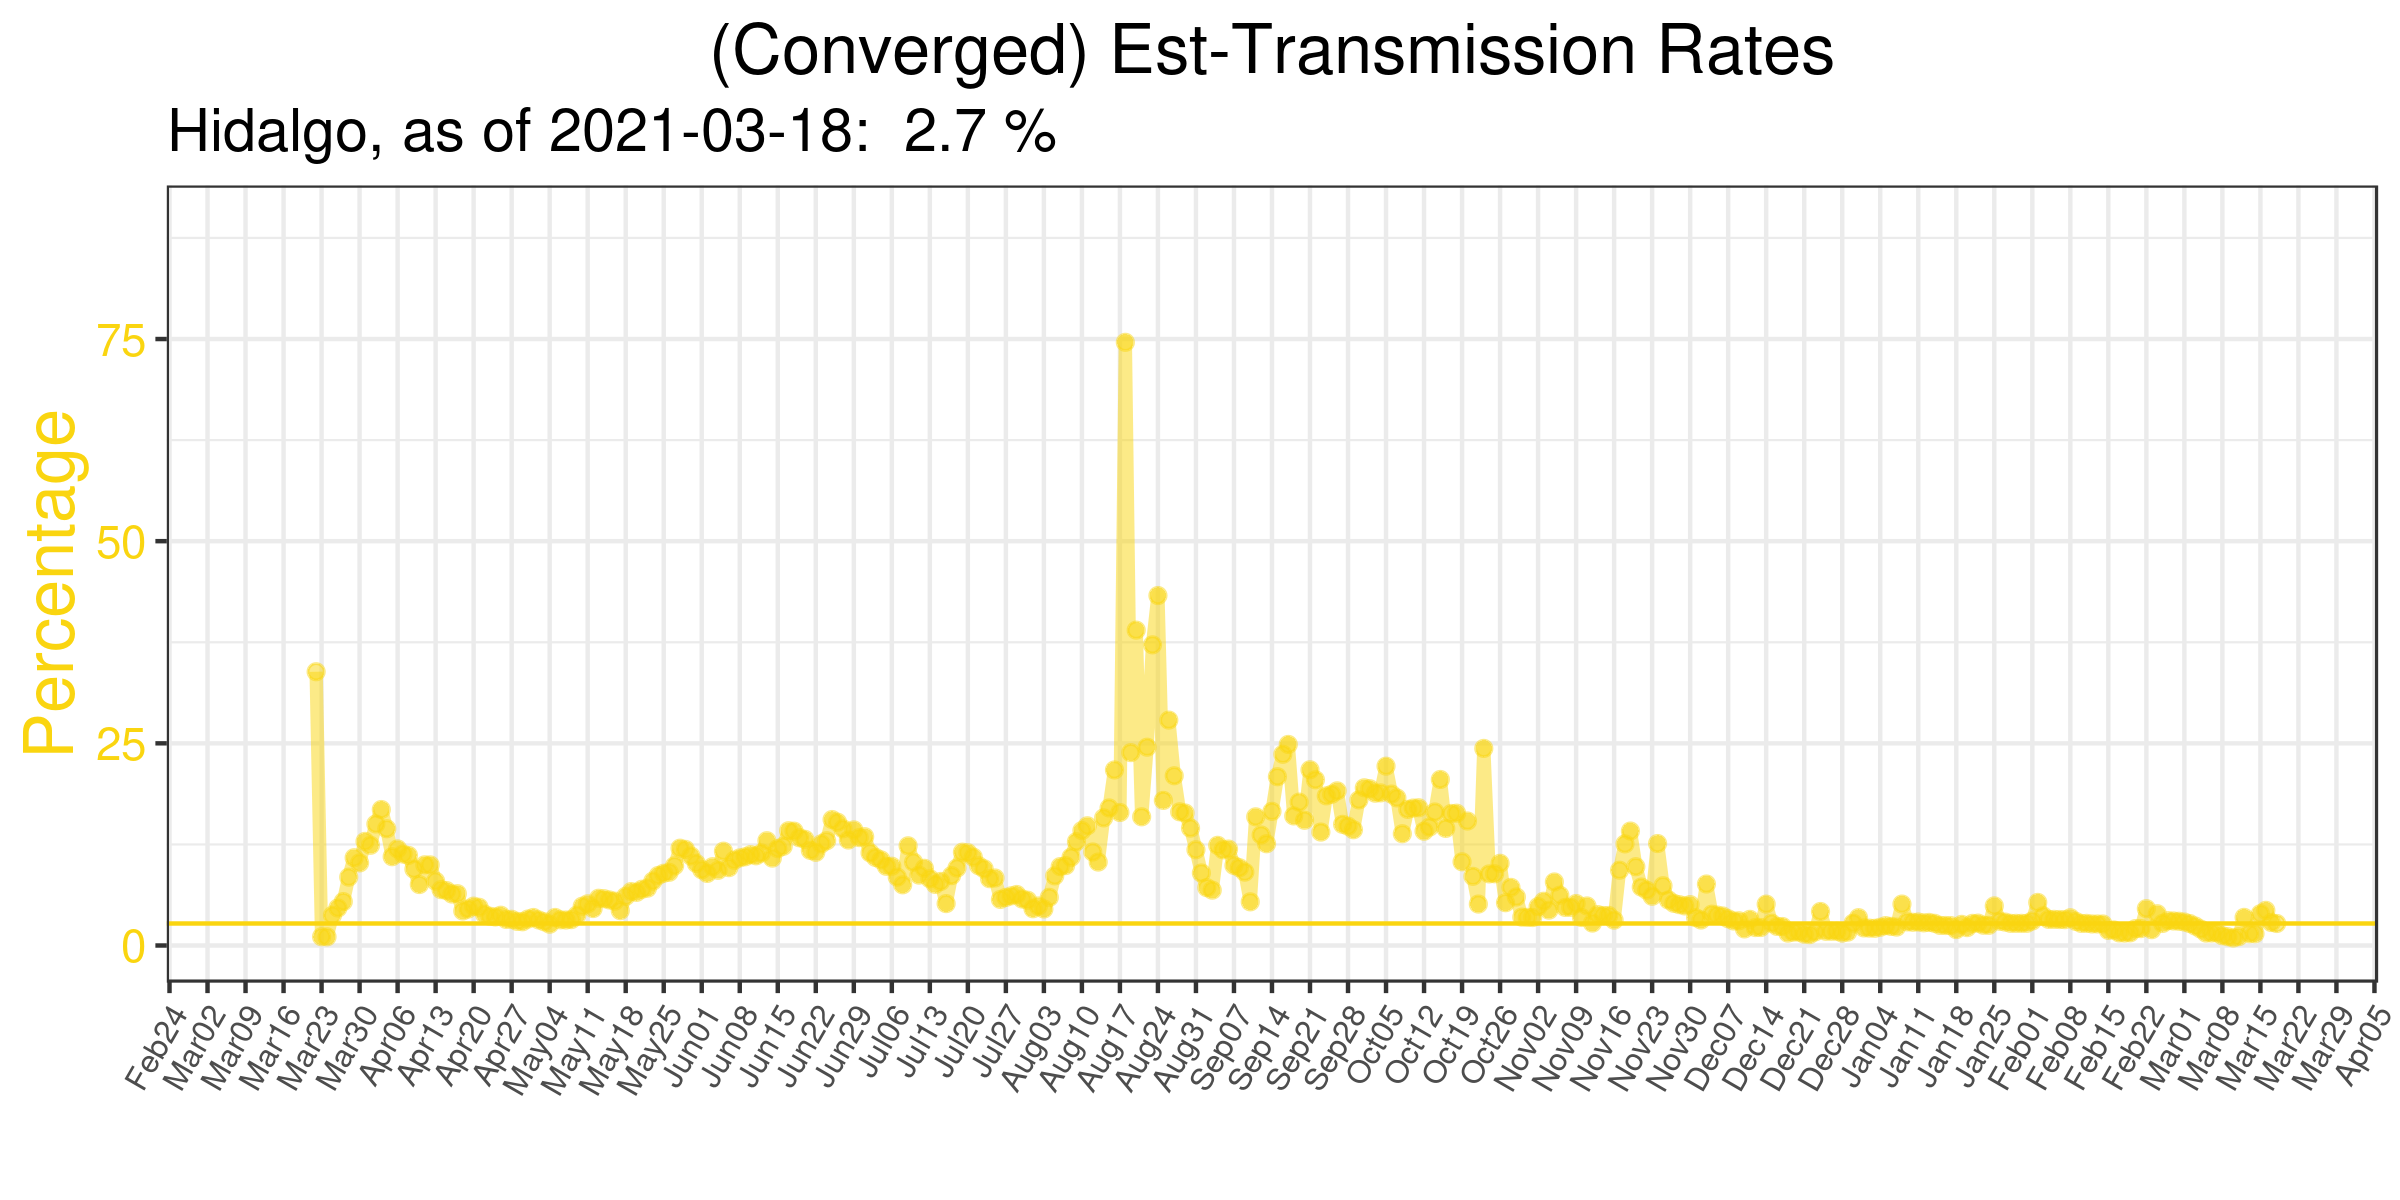 (Converged) Est-Transmission Rates
Hidalgo, as of 2021-03-18:  2.7 %
Percentage
75
50
25
0
Feb24
Mar02
Mar09
Mar16
Mar23
Mar30
Apr06
Apr13
Apr20
Apr27
May04
May11
May18
May25
Jun01
Jun08
Jun15
Jun22
Jun29
Jul06
Jul13
Jul20
Jul27
Aug03
Aug10
Aug17
Aug24
Aug31
Sep07
Sep14
Sep21
Sep28
Oct05
Oct12
Oct19
Oct26
Nov02
Nov09
Nov16
Nov23
Nov30
Dec07
Dec14
Dec21
Dec28
Jan04
Jan11
Jan18
Jan25
Feb01
Feb08
Feb15
Feb22
Mar01
Mar08
Mar15
Mar22
Mar29
Apr05